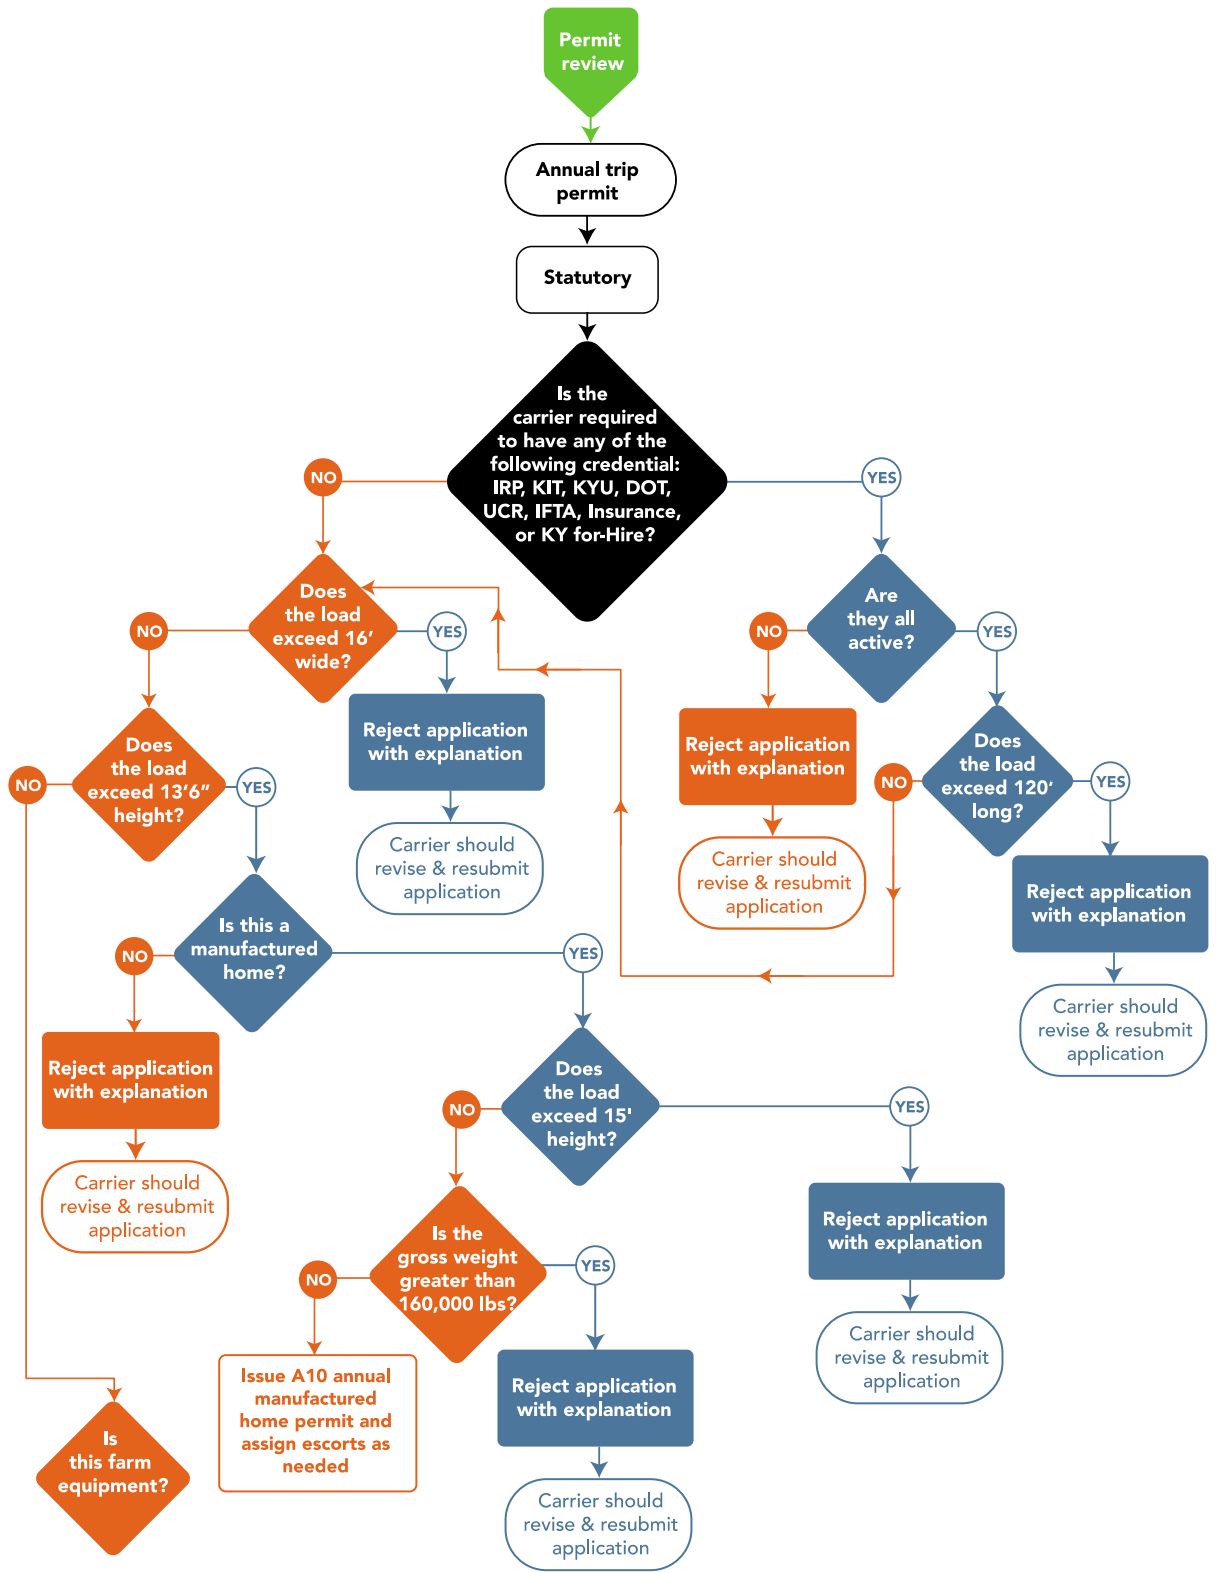 Permit
review
Annual trip
permit
Statutory
Is the
carrier required
to have any of the
following credential:
IRP, KIT, KYU, DOT,
UCR, IFTA, Insurance,
or KY for-Hire?
NO
YES
Does
the load
exceed 16’
wide?
Are
they all
active?
NO
YES
NO
YES
Reject application
with explanation
Reject application
with explanation
Does
the load
exceed 120’
long?
Does
the load
exceed 13’6”
height?
NO
YES
NO
YES
Carrier should
revise & resubmit
application
Carrier should
revise & resubmit
application
Reject application
with explanation
Is this a
manufactured
home?
NO
YES
Carrier should
revise & resubmit
application
Reject application
with explanation
Does
the load
exceed 15'
height?
NO
YES
Carrier should
revise & resubmit
application
Reject application
with explanation
Is the
gross weight
greater than
160,000 lbs?
NO
YES
Carrier should
revise & resubmit
application
Issue A10 annual
manufactured
home permit and
assign escorts as
needed
Reject application
with explanation
Is
this farm
equipment?
Carrier should
revise & resubmit
application